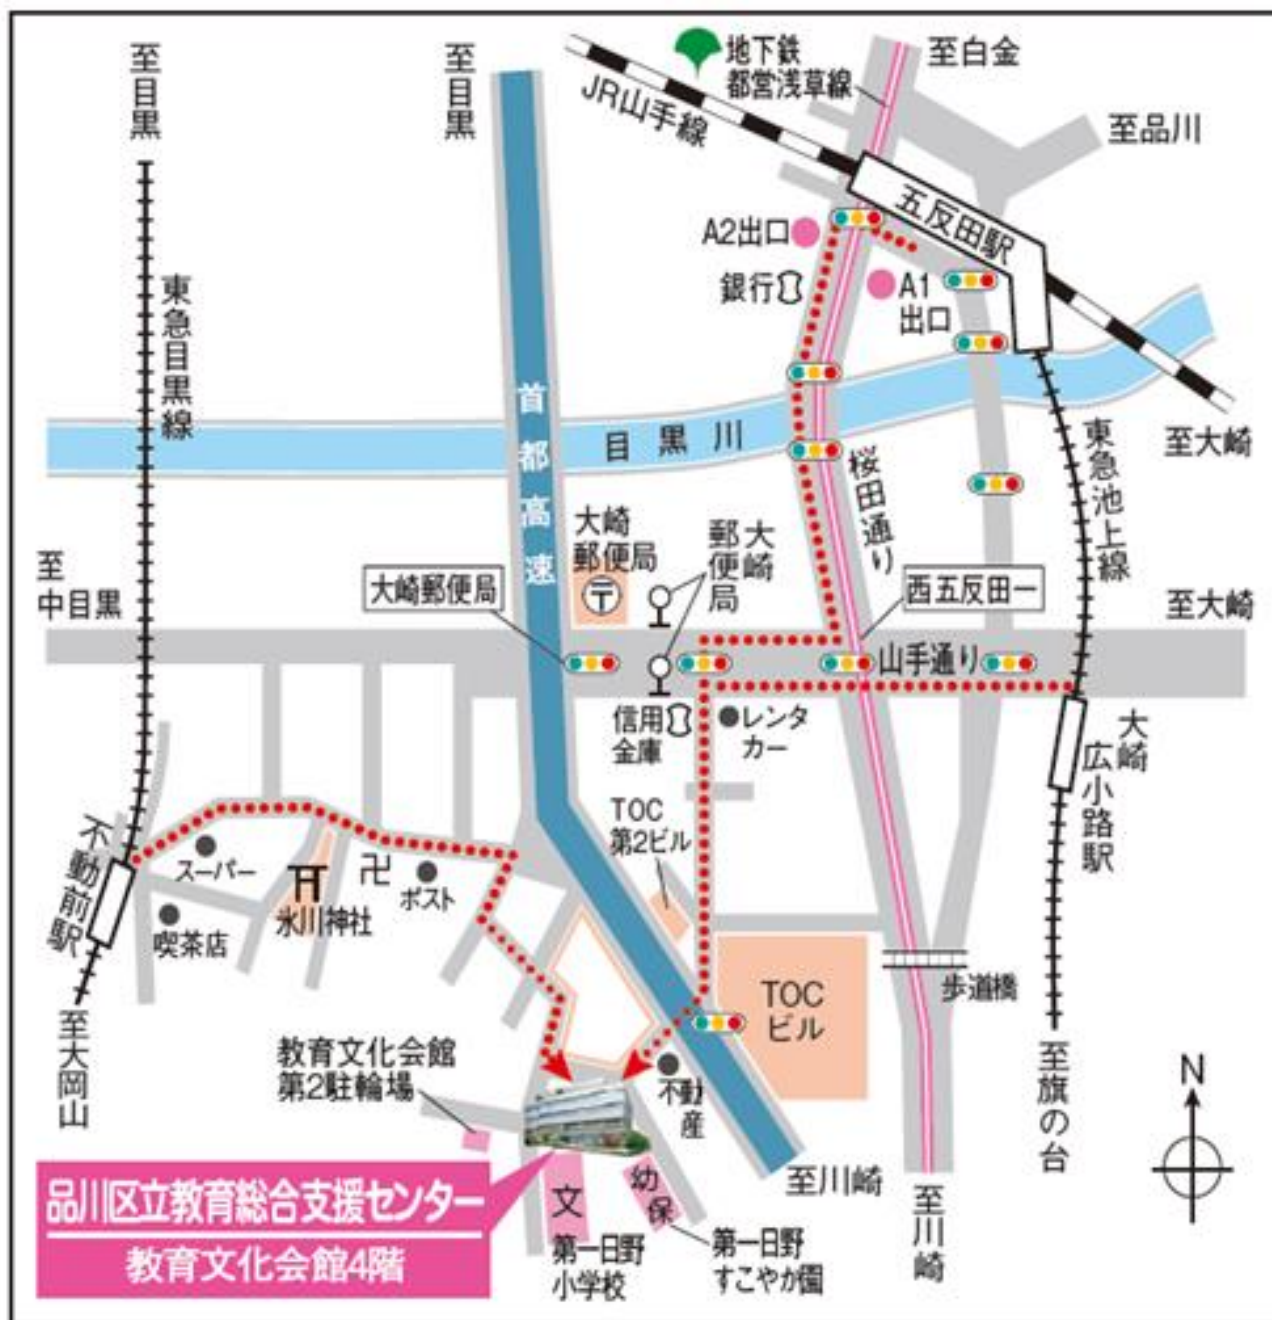 至目黒
至目黒
地下鉄
都営浅草線
至白金
JR山手線
至品川
五反田駅
A2出口
銀行
A1
出口
東急目黒線
首都高速
目黒川
桜田通り
東急池上線
至大崎
至
中目黒
大崎郵便局
大崎
郵便局
〒
大崎
郵便局
西五反田一
至大崎
山手通り
信用
金庫
レンタ
カー
大崎
広小路駅
TOC
第2ビル
不動前駅
スーパー
卍
ポスト
氷川神社
喫茶店
TOC
ビル
歩道橋
至大岡山
教育文化会館
第2駐輪場
不動
産
至旗の台
N
品川区立教育総合支援センター
教育文化会館4階
文
幼
保
至川崎
至川崎
第一日野
小学校
第一日野
すこやか園